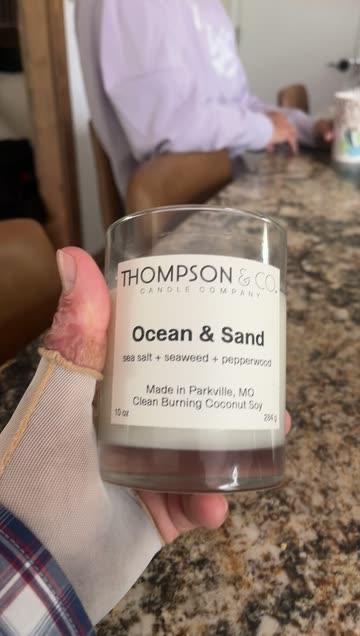 THOMPSON & CO.
CANDLE COMPANY
Ocean & Sand
sea salt + seaweed + pepperwood
Made in Parkville, MO
Clean Burning Coconut Soy
10 oz
284 g